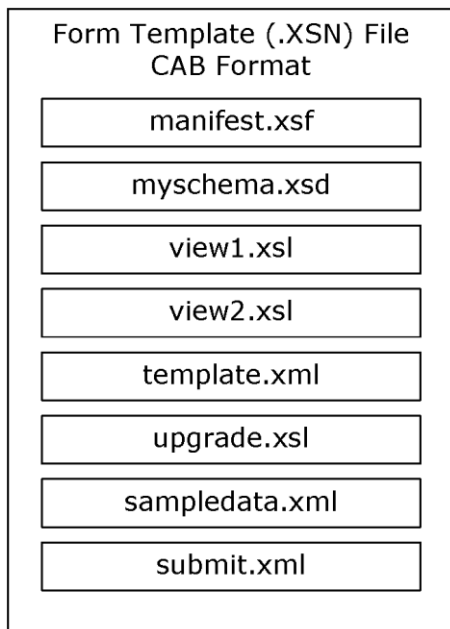 Form Template (.XSN) File
CAB Format
manifest.xsf
myschema.xsd
view1.xsl
view2.xsl
template.xml
upgrade.xsl
sampledata.xml
submit.xml